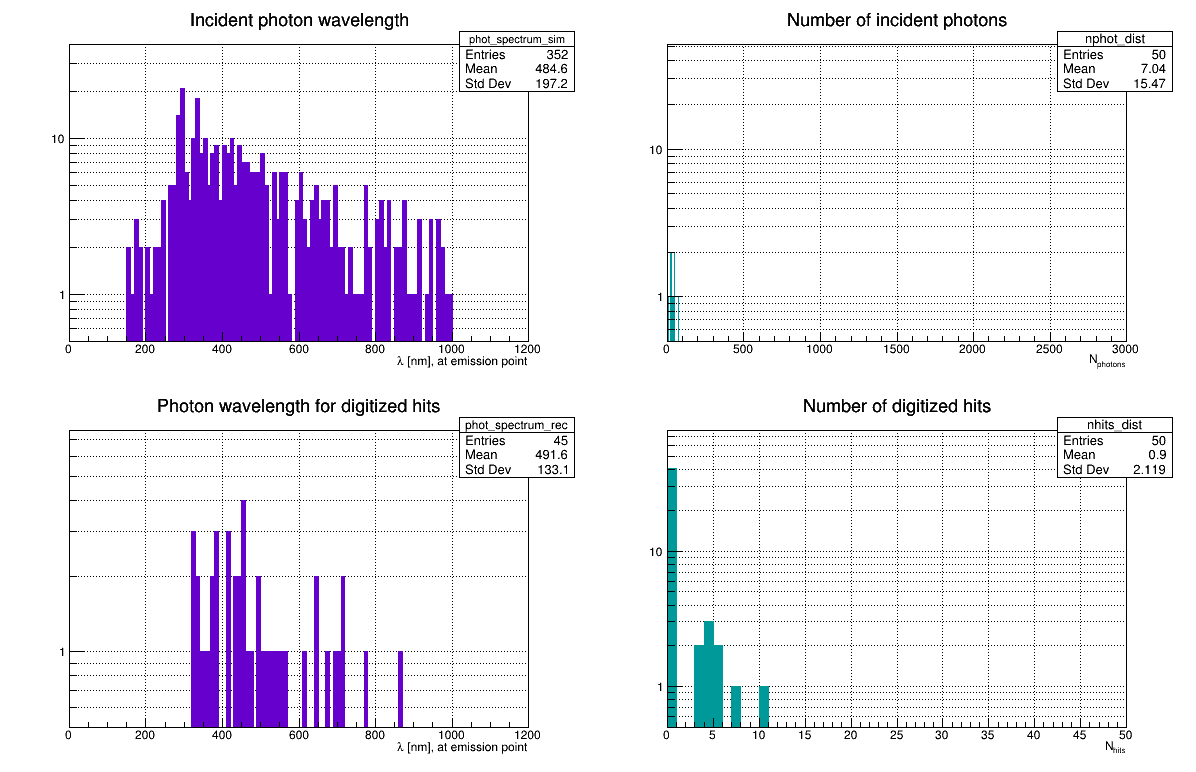 Incident photon wavelength
phot_spectrum_sim
Entries 352
Mean 484.6
Std Dev 197.2
10
1
0 200 400 600 800 1000 1200
λ [nm], at emission point
Number of incident photons
nphot_dist
Entries 50
Mean 7.04
Std Dev 15.47
10
1
0 500 1000 1500 2000 2500 3000
Nphotons
Photon wavelength for digitized hits
phot_spectrum_rec
Entries 45
Mean 491.6
Std Dev 133.1
1
0 200 400 600 800 1000 1200
λ [nm], at emission point
Number of digitized hits
nhits_dist
Entries 50
Mean 0.9
Std Dev 2.119
10
1
0 5 10 15 20 25 30 35 40 45 50
Nhits